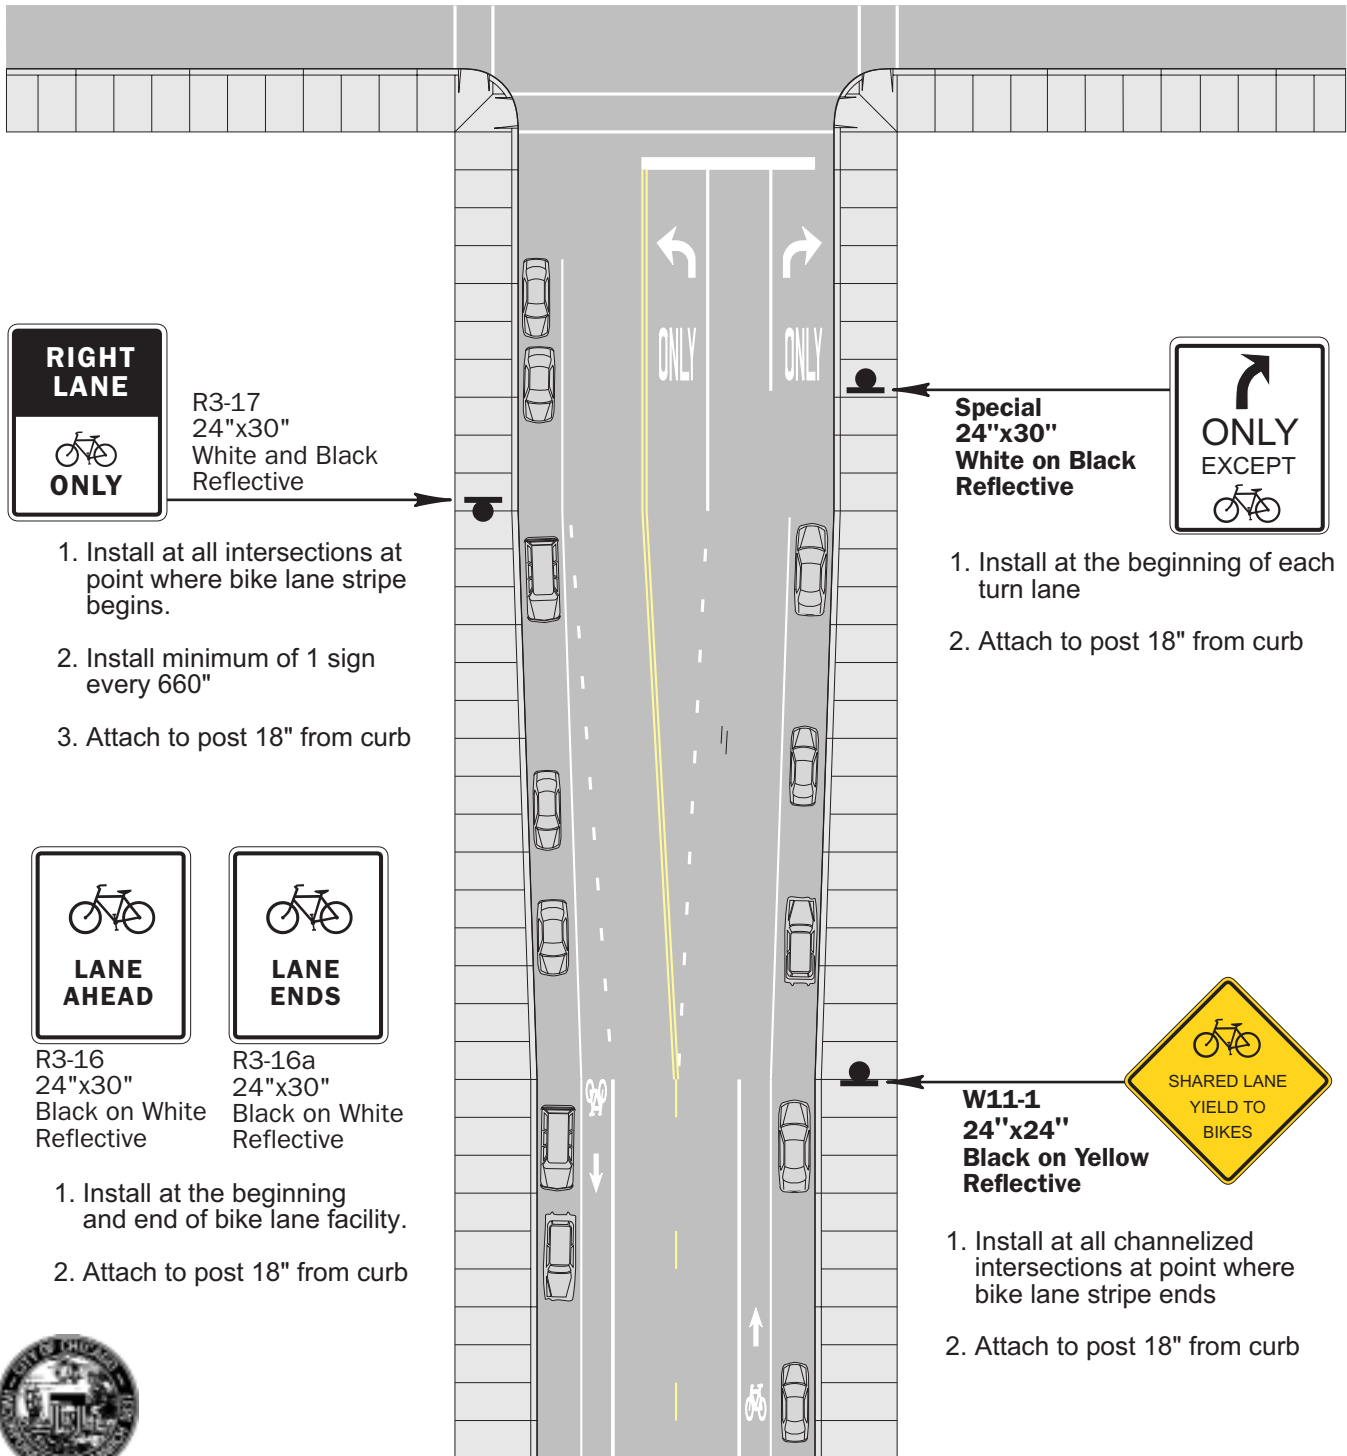 ONLY
ONLY
RIGHT
LANE
ONLY
R3-17
24"x30"
White and Black
Reflective
1. Install at all intersections at
point where bike lane stripe
begins.
2. Install minimum of 1 sign
every 660"
3. Attach to post 18" from curb
ONLY
EXCEPT
Special
24"x30"
White on Black
Reflective
1. Install at the beginning of each
turn lane
2. Attach to post 18" from curb
LANE
AHEAD
R3-16
24"x30"
Black on White
Reflective
LANE
ENDS
R3-16a
24"x30"
Black on White
Reflective
1. Install at the beginning
and end of bike lane facility.
2. Attach to post 18" from curb
SHARED LANE
YIELD TO
BIKES
W11-1
24"x24"
Black on Yellow
Reflective
1. Install at all channelized
intersections at point where
bike lane stripe ends
2. Attach to post 18" from curb
CITY OF CHICAGO